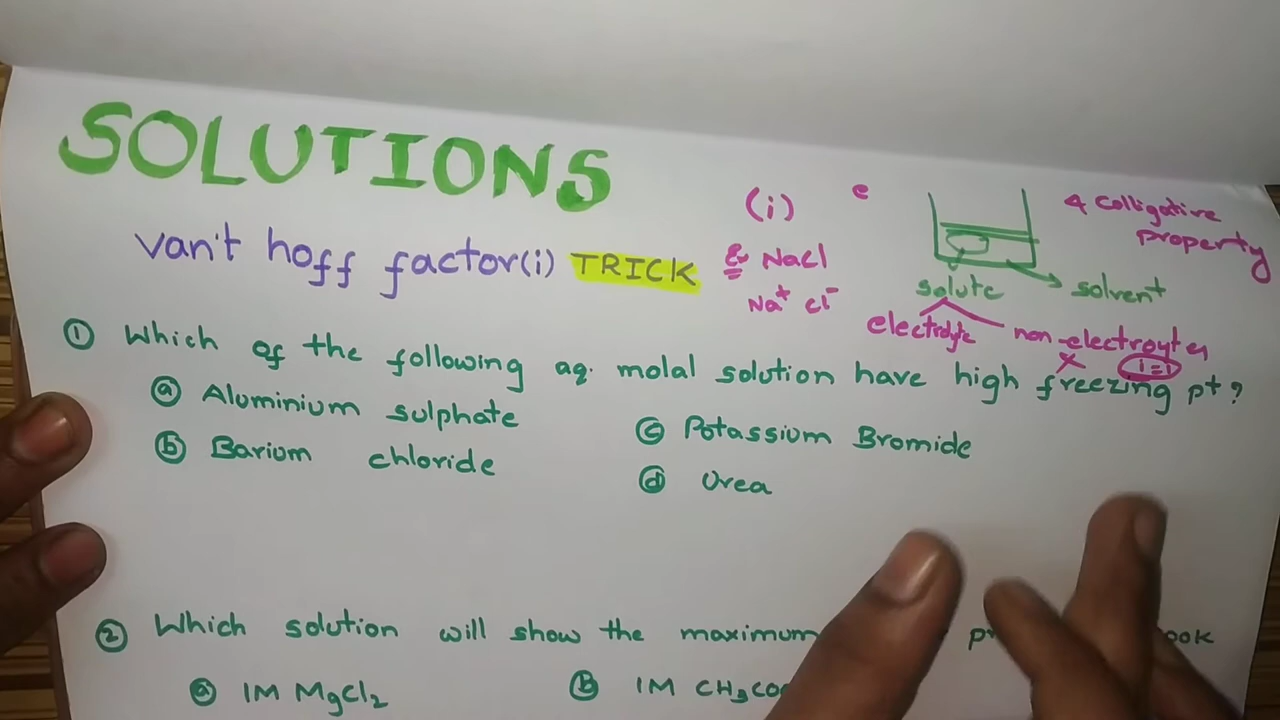 SOLUTIONS
van't hoff factor(i) TRICK
(i)
Ex NaCl
Na+ Cl-
e
4 Colligative
property
solute
solvent
electrolyte non-electroytes
i=1
① Which of the following aq. molal solution have high freezing pt?
ⓐ Aluminium sulphate
ⓑ Barium chloride
ⓒ Potassium Bromide
ⓓ Urea
② Which solution will show the maximum
ⓐ 1M MgCl2
Ⓑ 1M